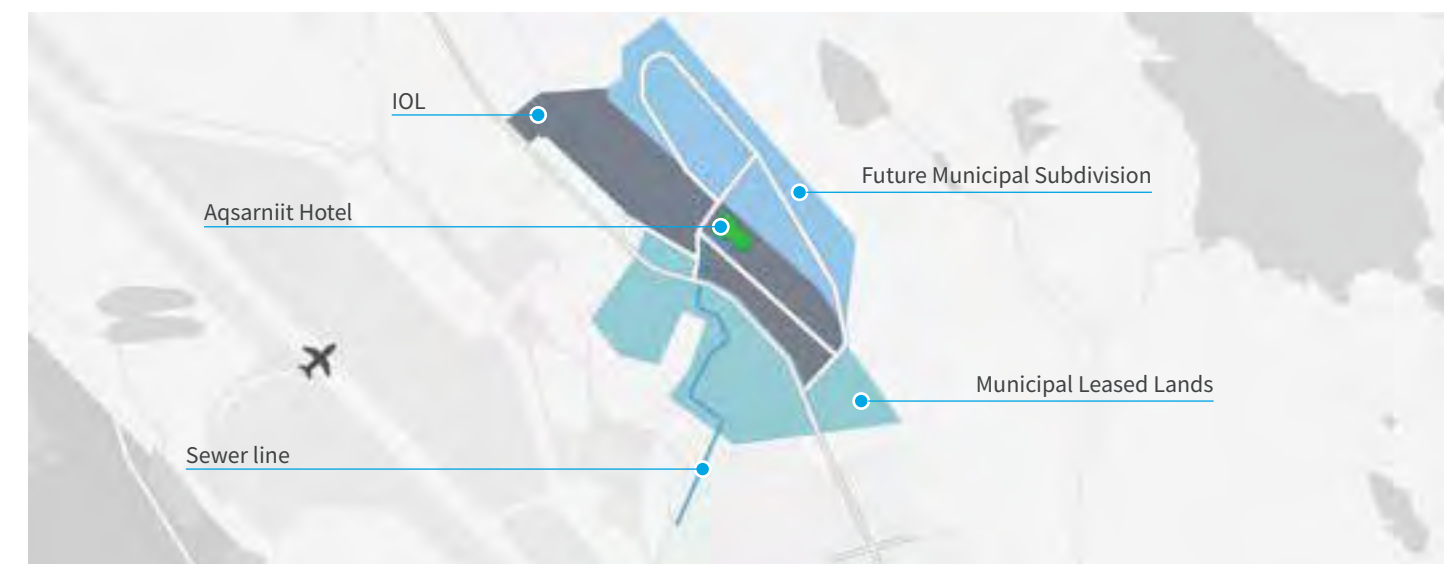 IOL
Future Municipal Subdivision
Aqsarniit Hotel
Municipal Leased Lands
Sewer line